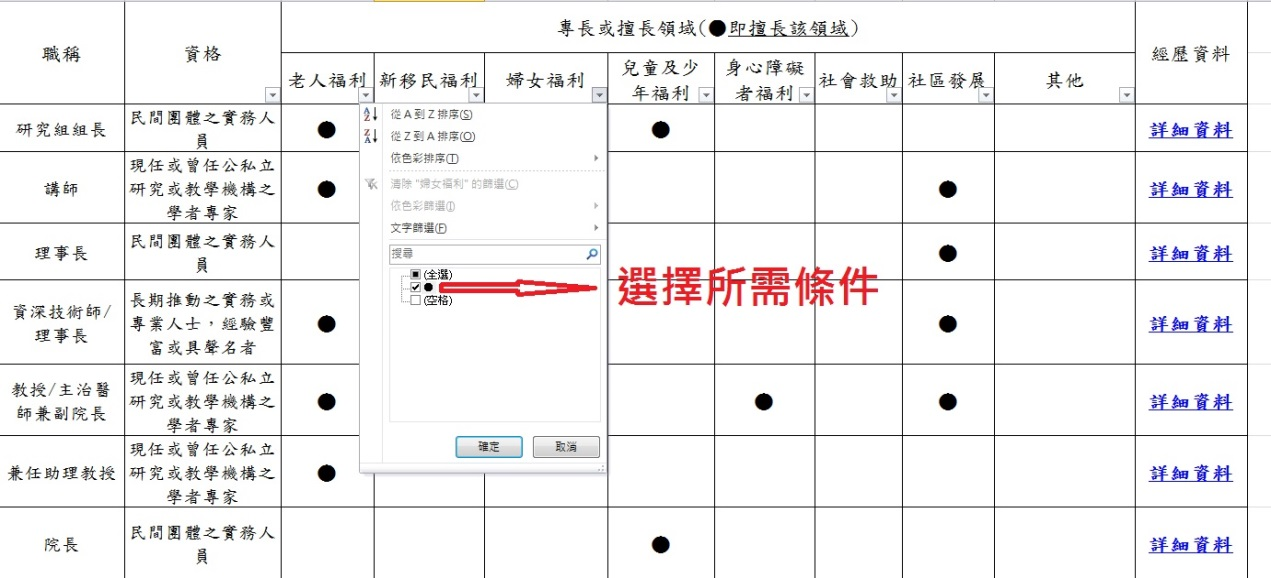 專長或擅長領域(●即擅長該領域)
職稱
資格
經歷資料
老人福利
新移民福利
婦女福利
兒童及少
年福利
身心障礙
者福利
社會救助
社區發展
其他
研究組組長
民間團體之實務人
員
●
●
詳細資料
講師
現任或曾任公私立
研究或教學機構之
學者專家
●
●
詳細資料
理事長
民間團體之實務人
員
●
詳細資料
資深技術師/
理事長
長期推動之實務或
專業人士，經驗豐
富或具聲名者
●
●
詳細資料
教授/主治醫
師兼副院長
現任或曾任公私立
研究或教學機構之
學者專家
●
●
●
詳細資料
兼任助理教授
現任或曾任公私立
研究或教學機構之
學者專家
●
詳細資料
院長
民間團體之實務人
員
●
詳細資料
從 A 到 Z 排序(S)
從 Z 到 A 排序(O)
依色彩排序(T)
清除 "婦女福利" 的篩選(C)
依色彩篩選(I)
文字篩選(F)
搜尋
(全選)
●
(空格)
確定
取消
選擇所需條件